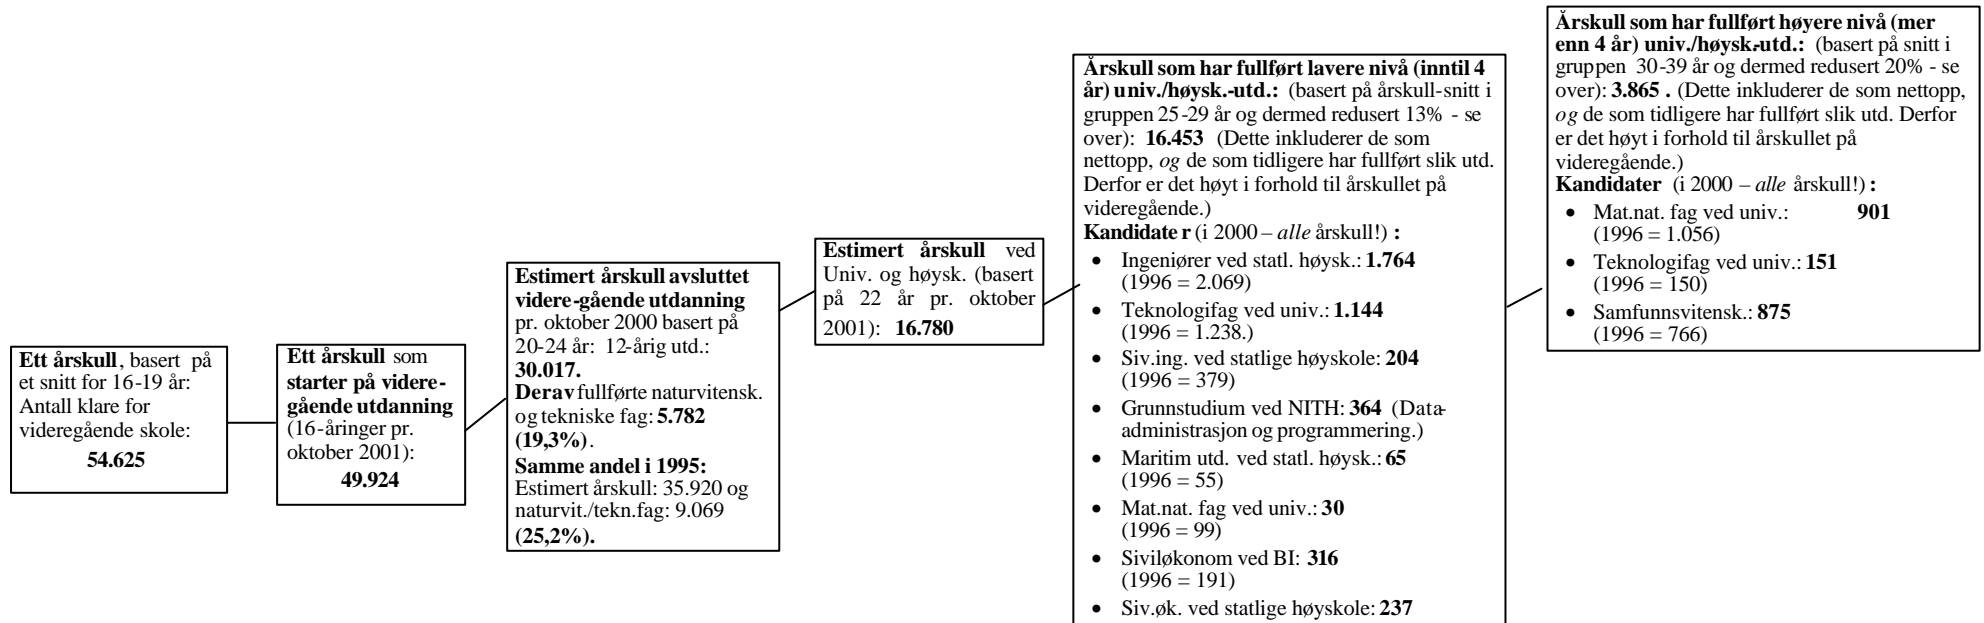 Ett årskull, basert på
et snitt for 16-19 år:
Antall klare for
videregående skole:
54.625
Ett årskull som
starter på videre-
gående utdanning
(16-åringer pr.
oktober 2001):
49.924
Estimert årskull avsluttet
videre-gående utdanning
pr. oktober 2000 basert på
20-24 år: 12-årig utd.:
30.017.
Derav fullførte naturvitensk.
og tekniske fag: 5.782
(19,3%).
Samme andel i 1995:
Estimert årskull: 35.920 og
naturvit./tekn.fag: 9.069
(25,2%).
Estimert årskull ved
Univ. og høysk. (basert
på 22 år pr. oktober
2001): 16.780
Årskull som har fullført lavere nivå (inntil 4
år) univ./høysk.-utd.: (basert på årskull-snitt i
gruppen 25-29 år og dermed redusert 13% - se
over): 16.453 (Dette inkluderer de som
nettopp, og de som tidligere har fullført slik utd.
Derfor er det høyt i forhold til årskullet på
videregående.)
Kandidater (i 2000 – alle årskull!) :
• Ingeniører ved statl. høysk.: 1.764
(1996 = 2.069)
• Teknologifag ved univ.: 1.144
(1996 = 1.238.)
• Siv.ing. ved statlige høyskole: 204
(1996 = 379)
• Grunnstudium ved NITH: 364 (Data-
administrasjon og programmering.)
• Maritim utd. ved statl. høysk.: 65
(1996 = 55)
• Mat.nat. fag ved univ.: 30
(1996 = 99)
• Siviløkonom ved BI: 316
(1996 = 191)
• Siv.øk. ved statlige høyskole: 237
Årskull som har fullført høyere nivå (mer
enn 4 år) univ./høysk-utd.: (basert på snitt i
gruppen 30-39 år og dermed redusert 20% - se
over): 3.865 . (Dette inkluderer de som nettopp,
og de som tidligere har fullført slik utd. Derfor
er det høyt i forhold til årskullet på
videregående.)
Kandidater (i 2000 – alle årskull!) :
• Mat.nat. fag ved univ.: 901
(1996 = 1.056)
• Teknologifag ved univ.: 151
(1996 = 150)
• Samfunnsvitensk.: 875
(1996 = 766)